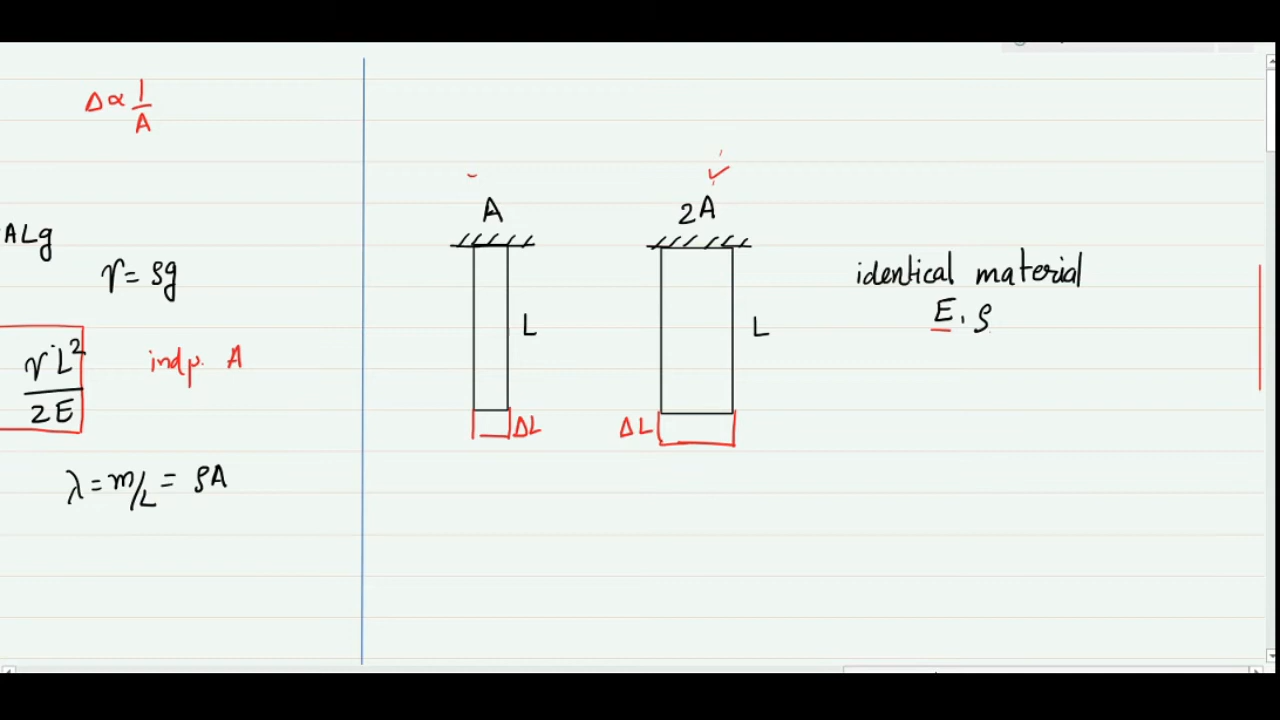 Δ ∝ 1/A
ALg
γ = ρg
γL²/2E
indp. A
λ = m/L = ρA
A
2A
L
L
ΔL
ΔL
identical material
E, ρ